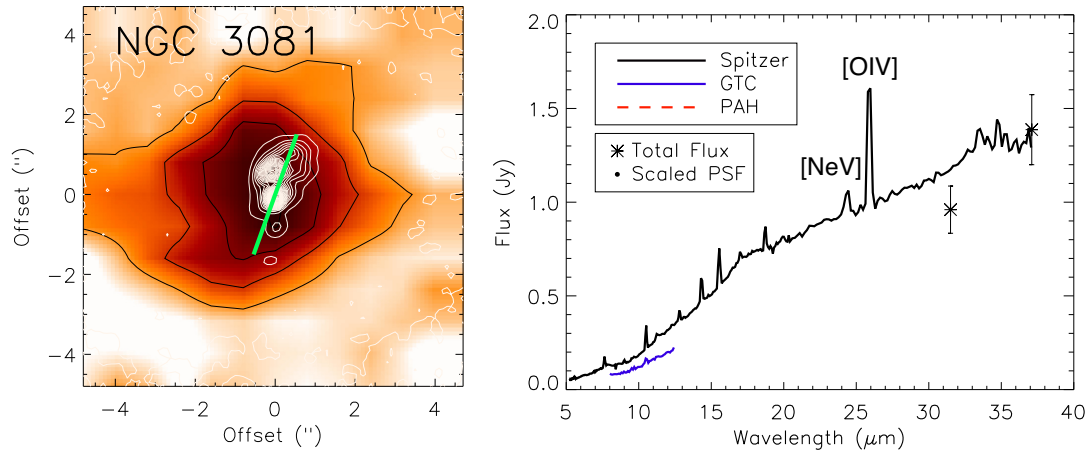 NGC 3081
4
2
0
−2
−4
Offset (")
−4 −2 0 2 4
Offset (")
2.0
1.5
1.0
0.5
0.0
Flux (Jy)
Spitzer
GTC
PAH
Total Flux
Scaled PSF
[OIV]
[NeV]
5 10 15 20 25 30 35 40
Wavelength (μm)